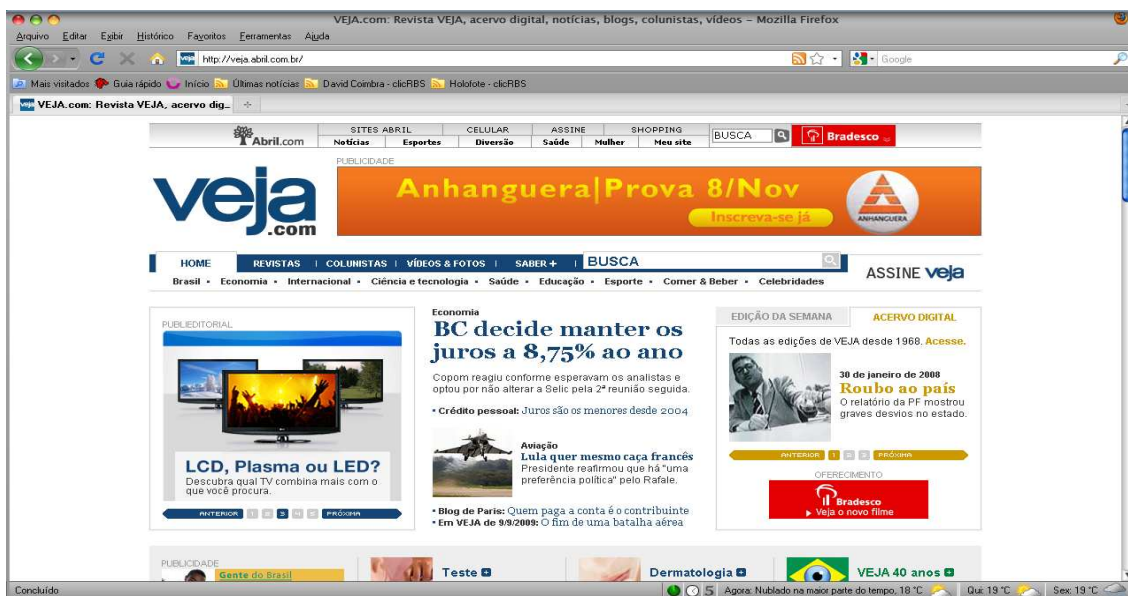 VEJA.com: Revista VEJA, acervo digital, notícias, blogs, colunistas, vídeos – Mozilla Firefox
Arquivo Editar Exibir Histórico Favoritos Ferramentas Ajuda
veja http://veja.abril.com.br/ Google
Mais visitados Guia rápido Início Últimas notícias David Coimbra - clicRBS Holofote - clicRBS
veja VEJA.com: Revista VEJA, acervo dig...
Abril.com
SITES ABRIL CELULAR ASSINE SHOPPING
Notícias Esportes Diversão Saúde Mulher Meu site
BUSCA
Bradesco
PUBLICIDADE
veja
.com
Anhanguera|Prova 8/Nov
Inscreva-se já
ANHANGUERA
HOME REVISTAS | COLUNISTAS | VÍDEOS & FOTOS | SABER + | BUSCA
ASSINE veja
Brasil • Economia • Internacional • Ciência e tecnologia • Saúde • Educação • Esporte • Comer & Beber • Celebridades
PUBLIEDITORIAL
LCD, Plasma ou LED?
Descubra qual TV combina
mais com o
que você procura.
ANTERIOR 1 2 3 4 5 PRÓXIMA
Economia
BC decide manter os
juros a 8,75% ao ano
Copom reagiu conforme esperavam os analistas e
optou por não alterar a Selic pela 2ª reunião seguida.
• Crédito pessoal: Juros são os menores desde 2004
Aviação
Lula quer mesmo caça francês
Presidente reafirmou que há "uma
preferência política" pelo Rafale.
• Blog de Paris: Quem paga a conta é o contribuinte
• Em VEJA de 9/9/2009: O fim de uma batalha aérea
EDIÇÃO DA SEMANA ACERVO DIGITAL
Todas as edições de VEJA desde 1968. Acesse.
30 de janeiro de 2008
Roubo ao país
O relatório da PF mostrou
graves desvios no estado.
ANTERIOR 1 2 3 PRÓXIMA
OFERECIMENTO
Bradesco
Veja o novo filme
PUBLICIDADE
Gente do Brasil
Teste
Dermatologia
VEJA 40 anos
Concluído
5 Agora: Nublado na maior parte do tempo, 18 °C Qui: 19 °C Sex: 19 °C